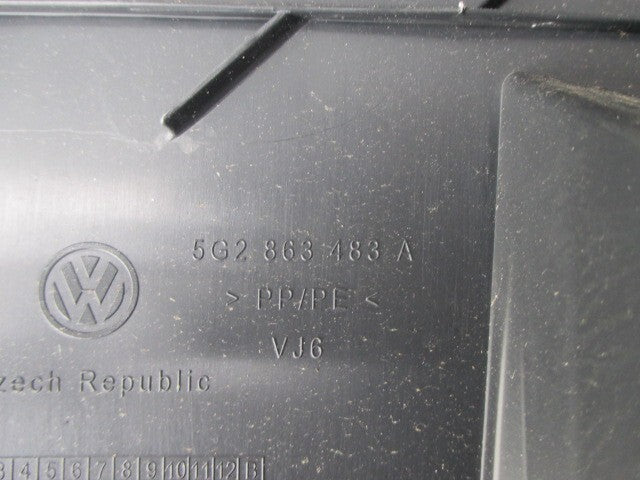 5G2 863 483 A
> PP/PE <
VJ6
zech Republic
3 4 5 6 7 8 9 10 11 12 13